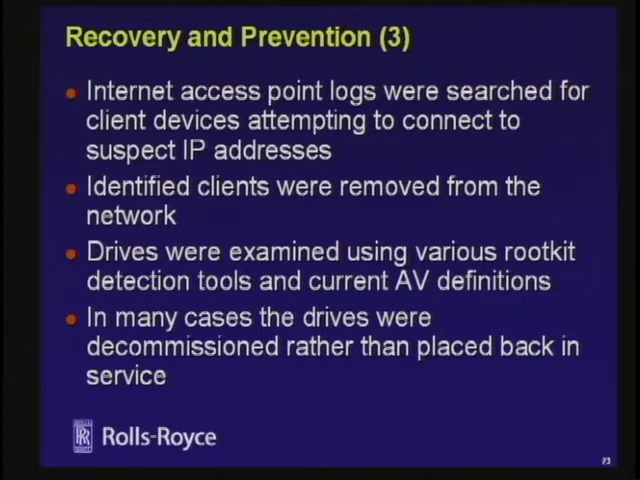 Recovery and Prevention (3)
Internet access point logs were searched for
client devices attempting to connect to
suspect IP addresses
Identified clients were removed from the
network
Drives were examined using various rootkit
detection tools and current AV definitions
In many cases the drives were
decommissioned rather than placed back in
service
Rolls-Royce